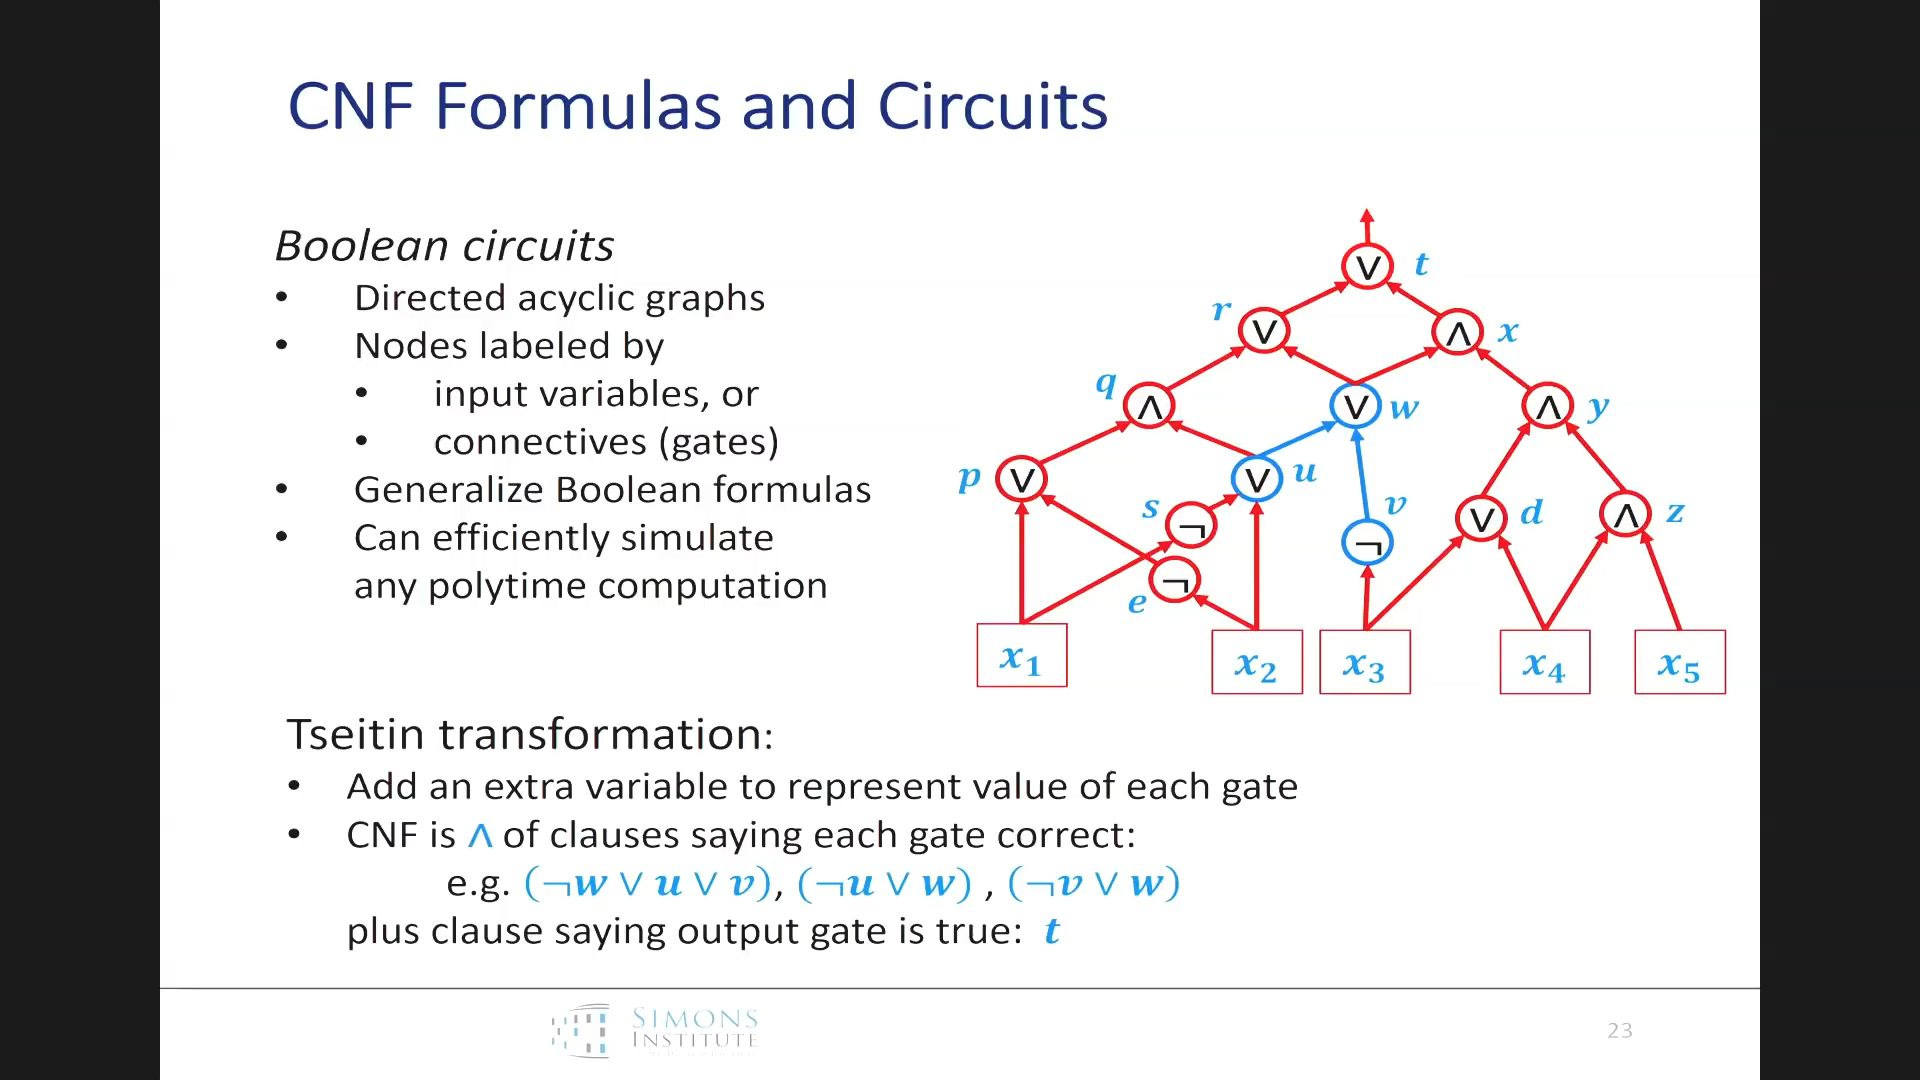 CNF Formulas and Circuits
Boolean circuits
• Directed acyclic graphs
• Nodes labeled by
• input variables, or
• connectives (gates)
• Generalize Boolean formulas
• Can efficiently simulate
any polytime computation
∨ t
r ∨
∧ x
q ∧
∨ w
∧ y
p ∨
∨ u
s ¬
v ¬
∨ d
∧ z
e ¬
x₁
x₂
x₃
x₄
x₅
Tseitin transformation:
• Add an extra variable to represent value of each gate
• CNF is ∧ of clauses saying each gate correct:
e.g. (¬w ∨ u ∨ v), (¬u ∨ w) , (¬v ∨ w)
plus clause saying output gate is true: t
SIMONS
INSTITUTE
23